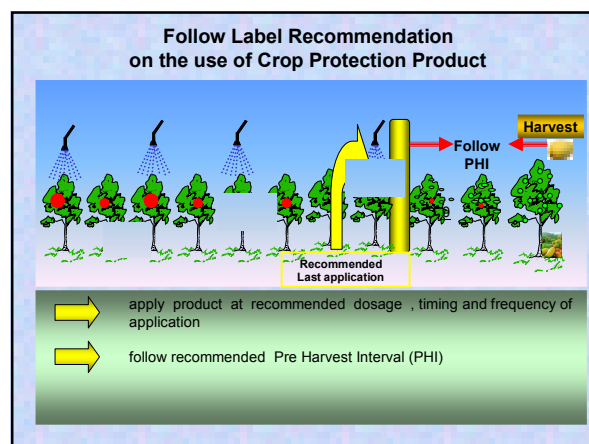 Follow Label Recommendation
on the use of Crop Protection Product
Harvest
Follow
PHI
Recommended
Last application
apply product at recommended dosage , timing and frequency of
application
follow recommended Pre Harvest Interval (PHI)